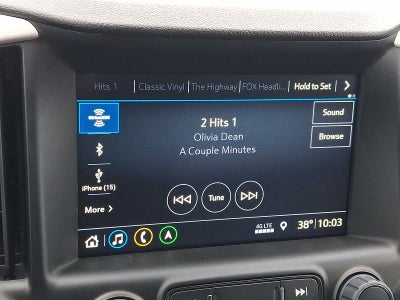 Hits 1 Classic Vinyl The Highway FOX Headli... Hold to Set
2 Hits 1
Olivia Dean
A Couple Minutes
Sound
Browse
iPhone (15)
More
Tune
4G LTE
38° 10:03